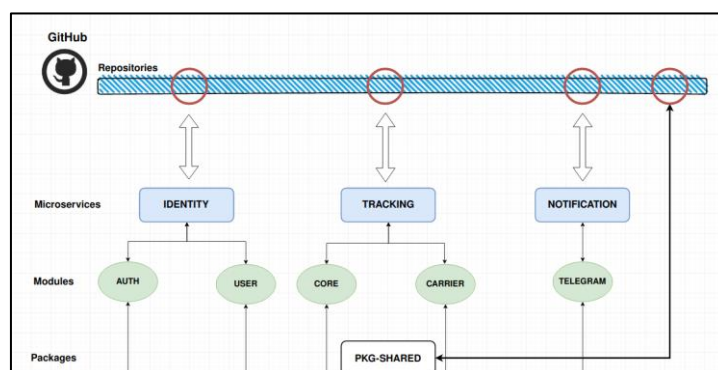 GitHub
Repositories
Microservices
IDENTITY
TRACKING
NOTIFICATION
Modules
AUTH
USER
CORE
CARRIER
TELEGRAM
Packages
PKG-SHARED